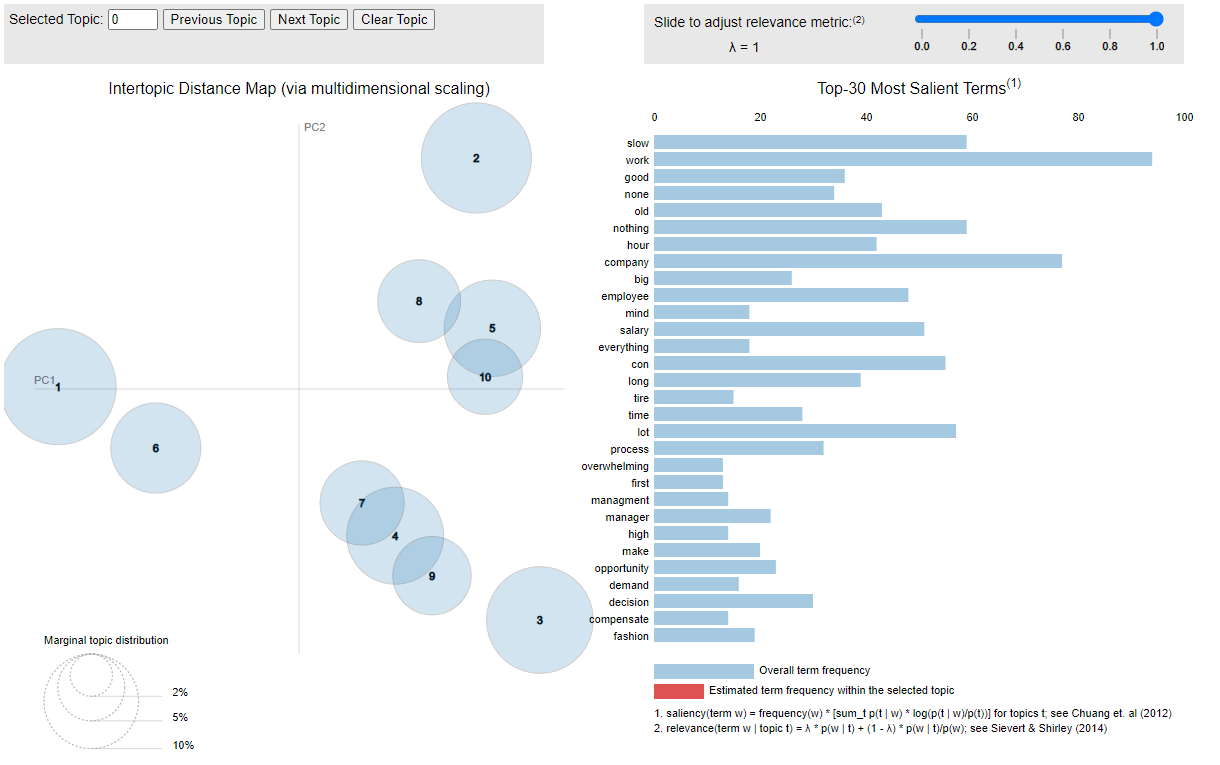 Selected Topic: 0 Previous Topic Next Topic Clear Topic
Slide to adjust relevance metric:(2)
λ = 1
0.0 0.2 0.4 0.6 0.8 1.0
Intertopic Distance Map (via multidimensional scaling)
PC2
PC1
2
8
5
10
1
6
7
4
9
3
Marginal topic distribution
2%
5%
10%
Top-30 Most Salient Terms(1)
0 20 40 60 80 100
slow
work
good
none
old
nothing
hour
company
big
employee
mind
salary
everything
con
long
tire
time
lot
process
overwhelming
first
managment
manager
high
make
opportunity
demand
decision
compensate
fashion
Overall term frequency
Estimated term frequency within the selected topic
1. saliency(term w) = frequency(w) * [sum_t p(t | w) * log(p(t | w)/p(t))] for topics t; see Chuang et. al (2012)
2. relevance(term w | topic t) = λ * p(w | t) + (1 - λ) * p(w | t)/p(w); see Sievert & Shirley (2014)